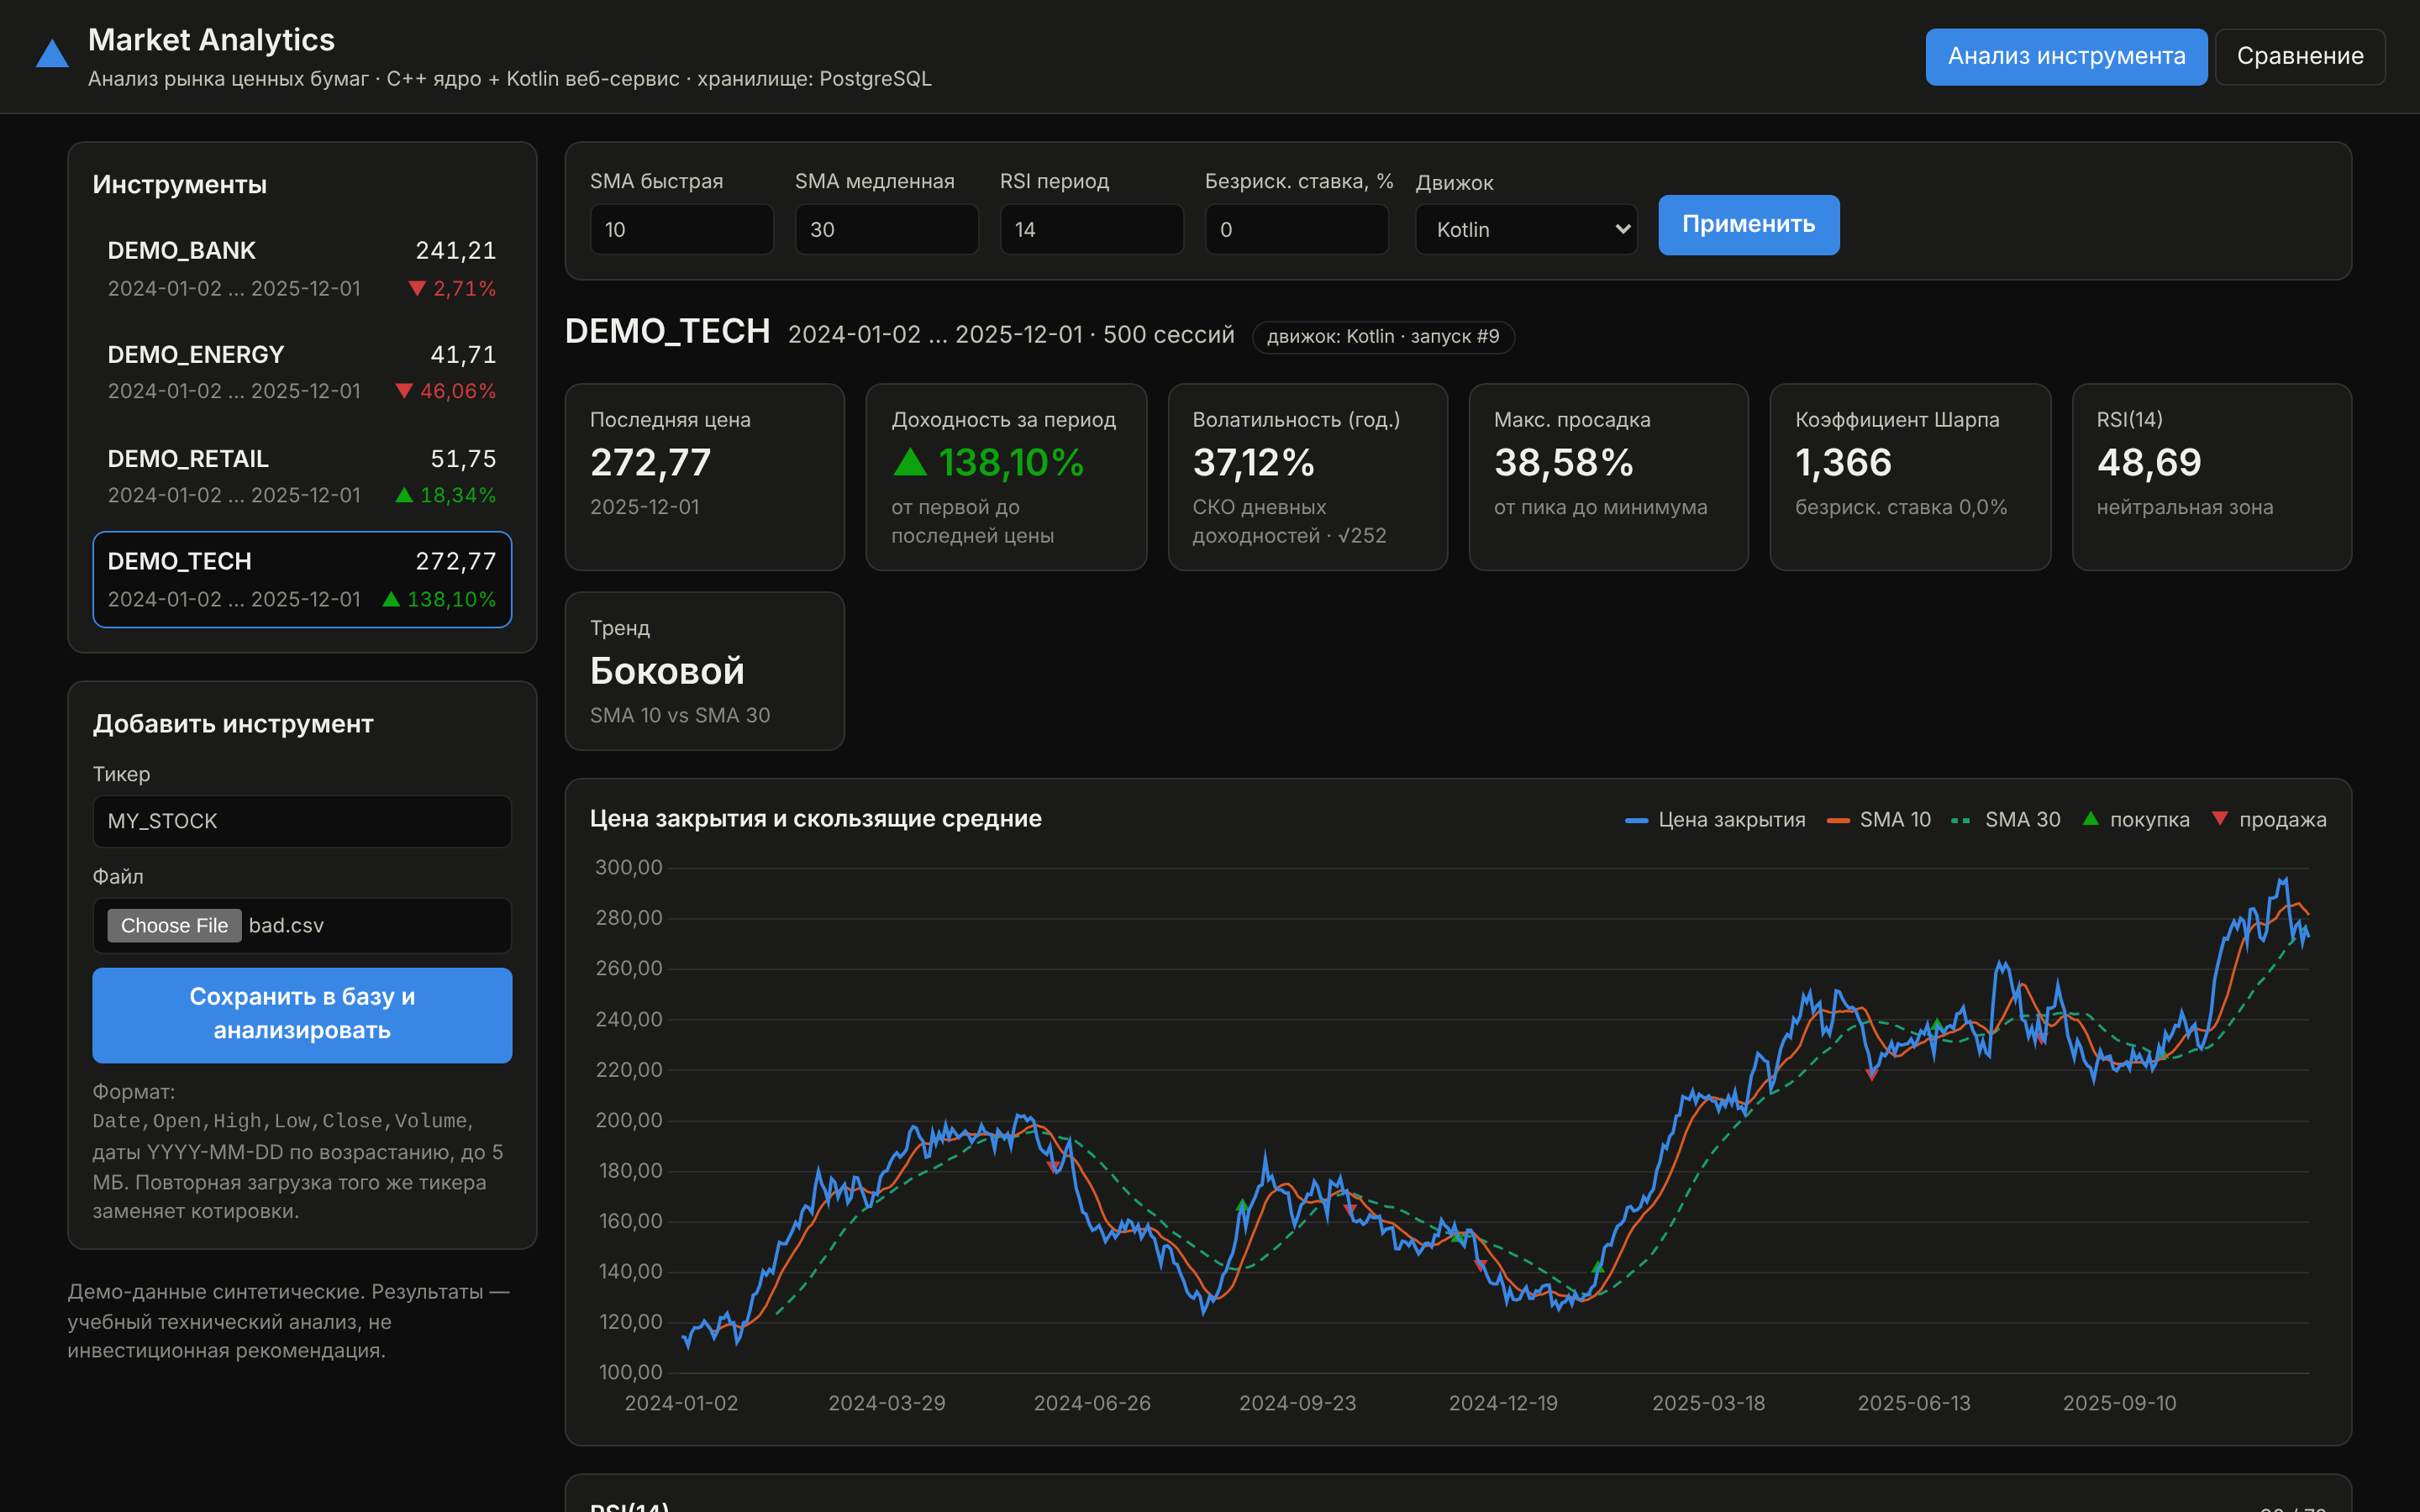 Market Analytics
Анализ рынка ценных бумаг · C++ ядро + Kotlin веб-сервис · хранилище: PostgreSQL
Анализ инструмента
Сравнение
Инструменты
DEMO_BANK 241,21
2024-01-02 … 2025-12-01 ▼ 2,71%
DEMO_ENERGY 41,71
2024-01-02 … 2025-12-01 ▼ 46,06%
DEMO_RETAIL 51,75
2024-01-02 … 2025-12-01 ▲ 18,34%
DEMO_TECH 272,77
2024-01-02 … 2025-12-01 ▲ 138,10%
Добавить инструмент
Тикер
MY_STOCK
Файл
Choose File bad.csv
Сохранить в базу и
анализировать
Формат:
Date,Open,High,Low,Close,Volume,
даты YYYY-MM-DD по возрастанию, до 5
МБ. Повторная загрузка того же тикера
заменяет котировки.
Демо-данные синтетические. Результаты —
учебный технический анализ, не
инвестиционная рекомендация.
SMA быстрая SMA медленная RSI период Безриск. ставка, % Движок
10 30 14 0 Kotlin Применить
DEMO_TECH 2024-01-02 … 2025-12-01 · 500 сессий движок: Kotlin · запуск #9
Последняя цена
272,77
2025-12-01
Доходность за период
▲ 138,10%
от первой до
последней цены
Волатильность (год.)
37,12%
СКО дневных
доходностей · √252
Макс. просадка
38,58%
от пика до минимума
Коэффициент Шарпа
1,366
безриск. ставка 0,0%
RSI(14)
48,69
нейтральная зона
Тренд
Боковой
SMA 10 vs SMA 30
Цена закрытия и скользящие средние
Цена закрытия SMA 10 SMA 30 ▲ покупка ▼ продажа
300,00
280,00
260,00
240,00
220,00
200,00
180,00
160,00
140,00
120,00
100,00
2024-01-02 2024-03-29 2024-06-26 2024-09-23 2024-12-19 2025-03-18 2025-06-13 2025-09-10
RSI(14)